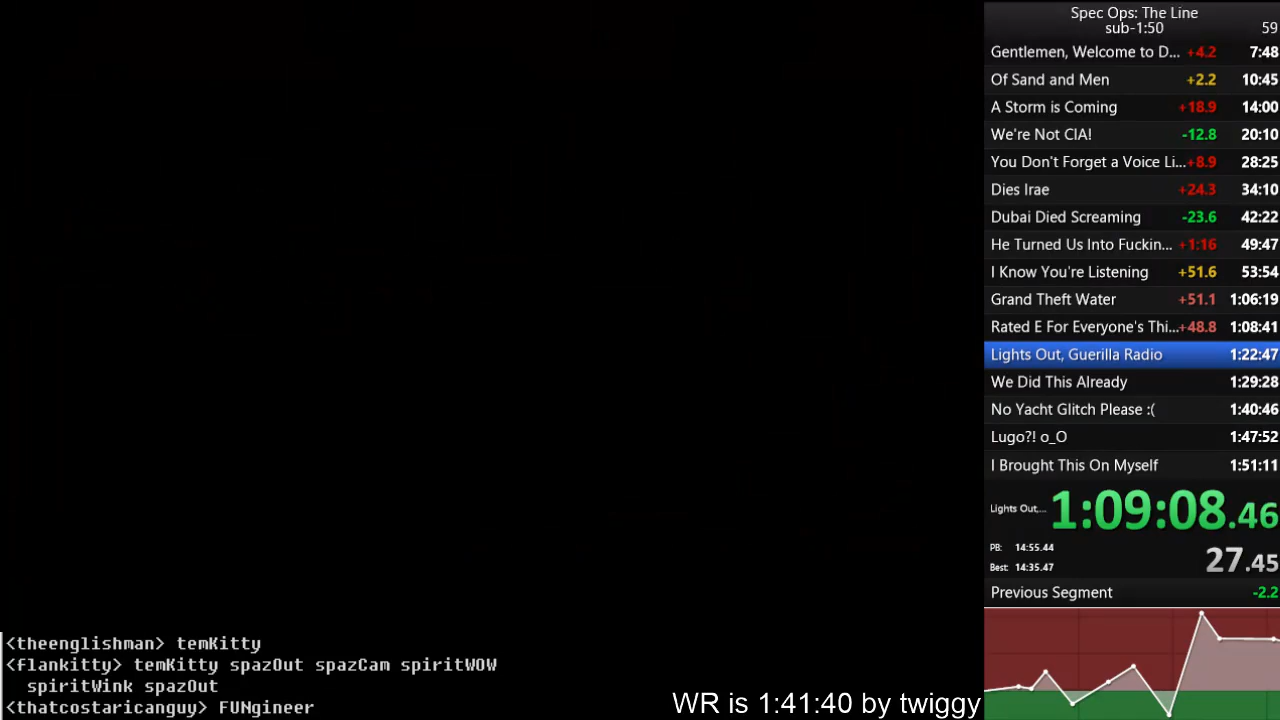 Spec Ops: The Line
sub-1:50 59
Gentlemen, Welcome to D... +4.2 7:48
Of Sand and Men +2.2 10:45
A Storm is Coming +18.9 14:00
We're Not CIA! -12.8 20:10
You Don't Forget a Voice Li... +8.9 28:25
Dies Irae +24.3 34:10
Dubai Died Screaming -23.6 42:22
He Turned Us Into Fuckin... +1:16 49:47
I Know You're Listening +51.6 53:54
Grand Theft Water +51.1 1:06:19
Rated E For Everyone's Thi... +48.8 1:08:41
Lights Out, Guerilla Radio 1:22:47
We Did This Already 1:29:28
No Yacht Glitch Please :( 1:40:46
Lugo?! o_O 1:47:52
I Brought This On Myself 1:51:11
Lights Out,... 1:09:08.46
PB: 14:55.44
Best: 14:35.47 27.45
Previous Segment -2.2
<theenglishman> temKitty
<flankitty> temKitty spazOut spazCam spiritWOW
spiritWink spazOut
<thatcostaricanguy> FUNgineer
WR is 1:41:40 by twiggy